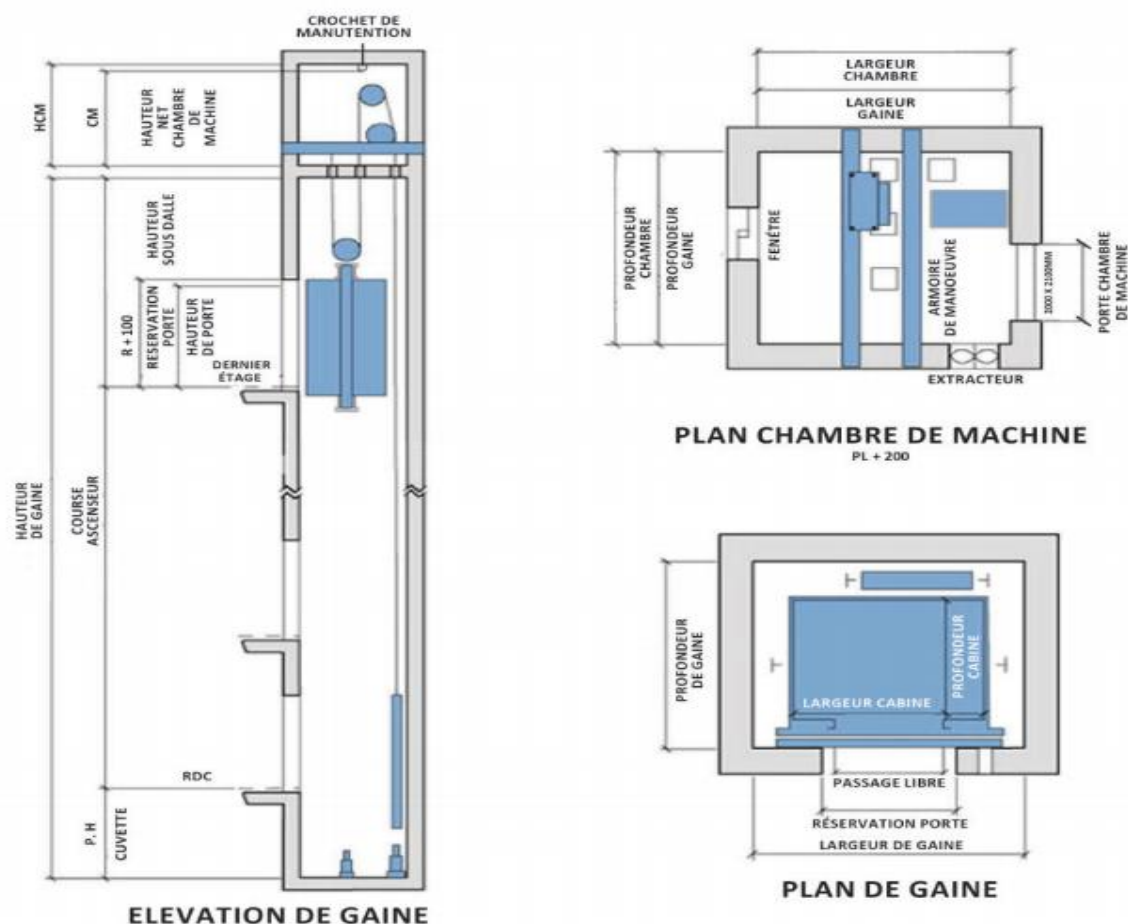 CROCHET DE
MANUTENTION
HCM
CM
HAUTEUR
NET
CHAMBRE
DE
MACHINE
HAUTEUR
SOUS DALLE
R + 100
RESERVATION
PORTE
HAUTEUR
DE PORTE
DERNIER
ÉTAGE
HAUTEUR
DE GAINE
COURSE
ASCENSEUR
RDC
P. H
CUVETTE
ELEVATION DE GAINE
LARGEUR
CHAMBRE
LARGEUR
GAINE
PROFONDEUR
CHAMBRE
PROFONDEUR
GAINE
FENÉTRE
ARMOIRE
DE MANOEUVRE
2000 X 2100MM
PORTE CHAMBRE
DE MACHINE
EXTRACTEUR
PLAN CHAMBRE DE MACHINE
PL + 200
PROFONDEUR
DE GAINE
PROFONDEUR
CABINE
LARGEUR CABINE
PASSAGE LIBRE
RÉSERVATION PORTE
LARGEUR DE GAINE
PLAN DE GAINE